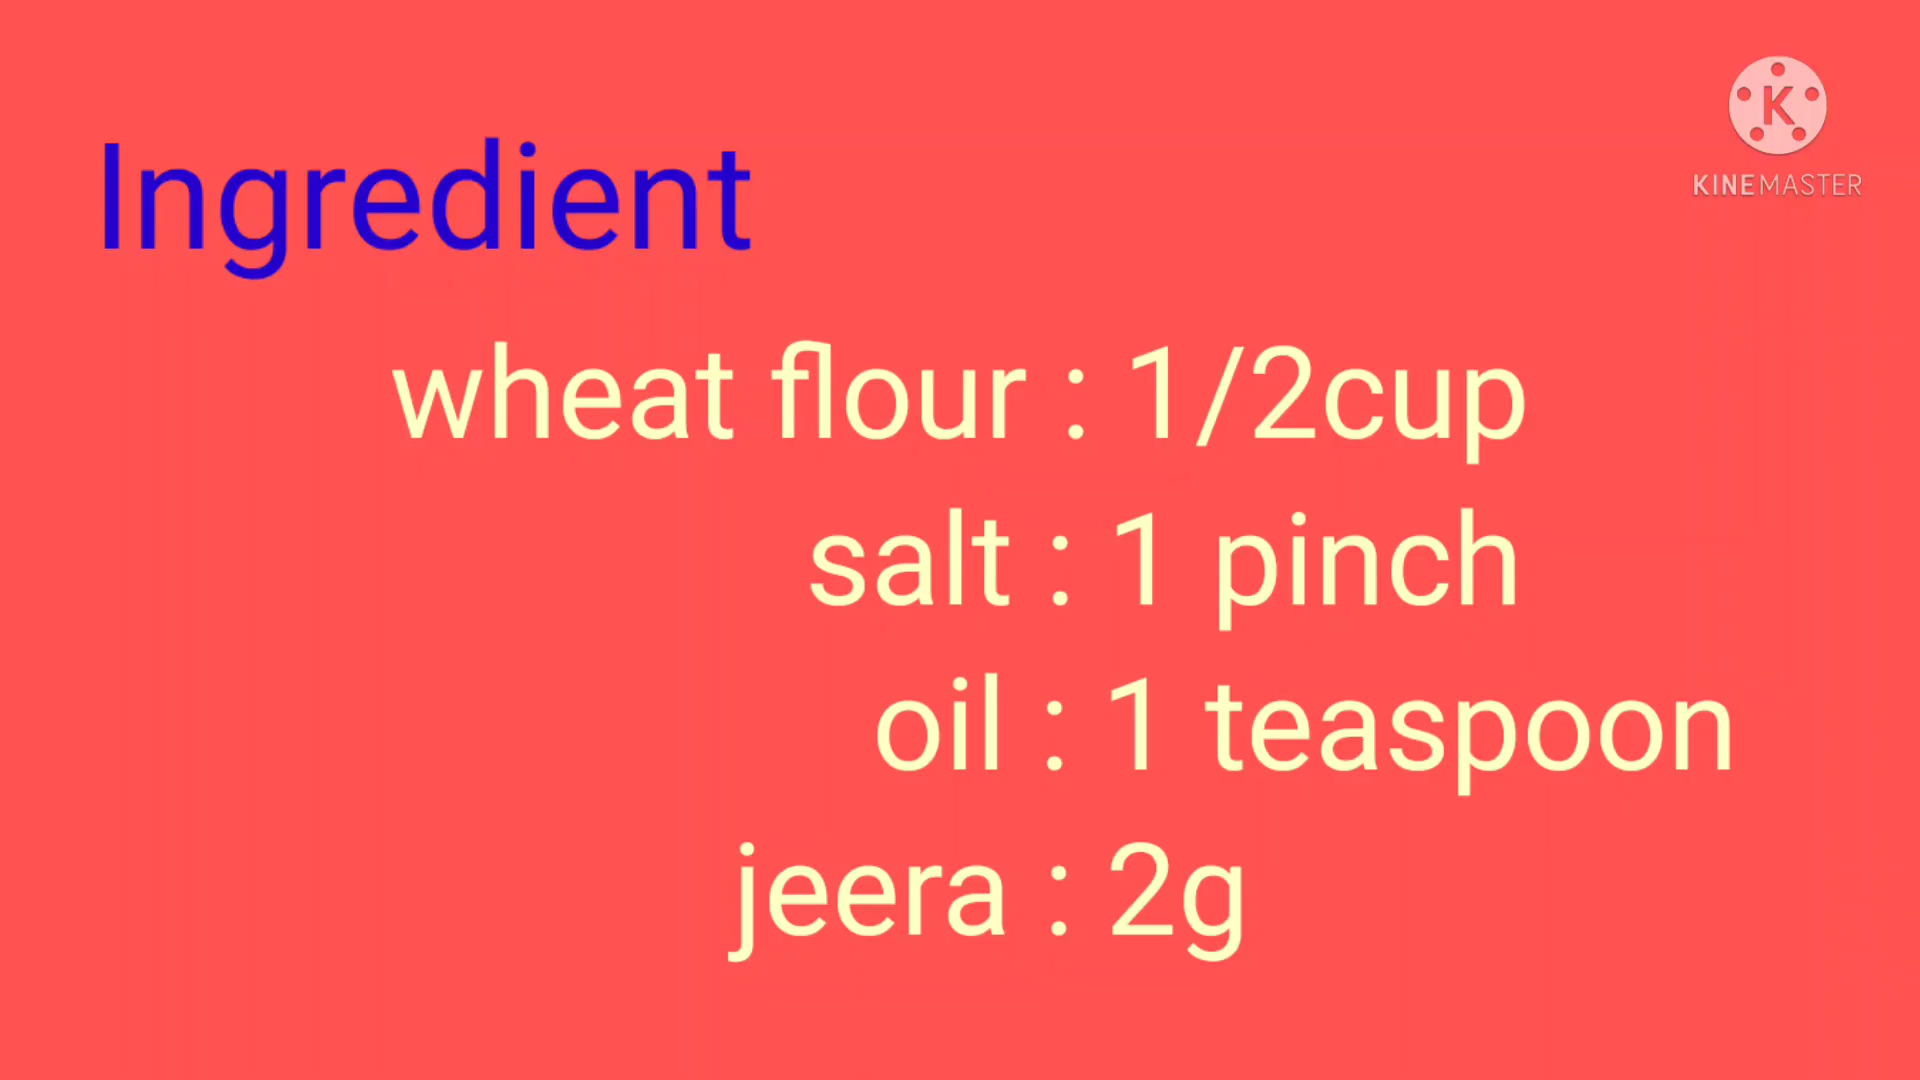 K
KINEMASTER
Ingredient
wheat flour : 1/2cup
salt : 1 pinch
oil : 1 teaspoon
jeera : 2g